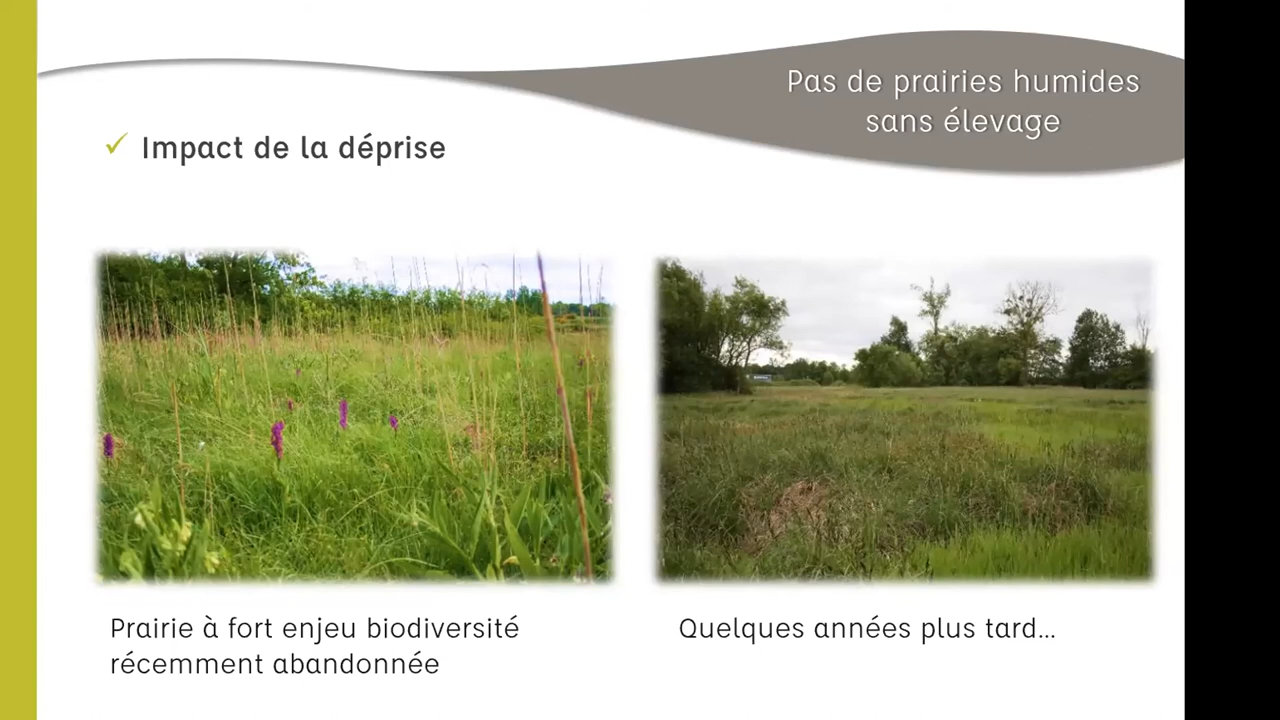 Pas de prairies humides
sans élevage
Impact de la déprise
Prairie à fort enjeu biodiversité
récemment abandonnée
Quelques années plus tard...